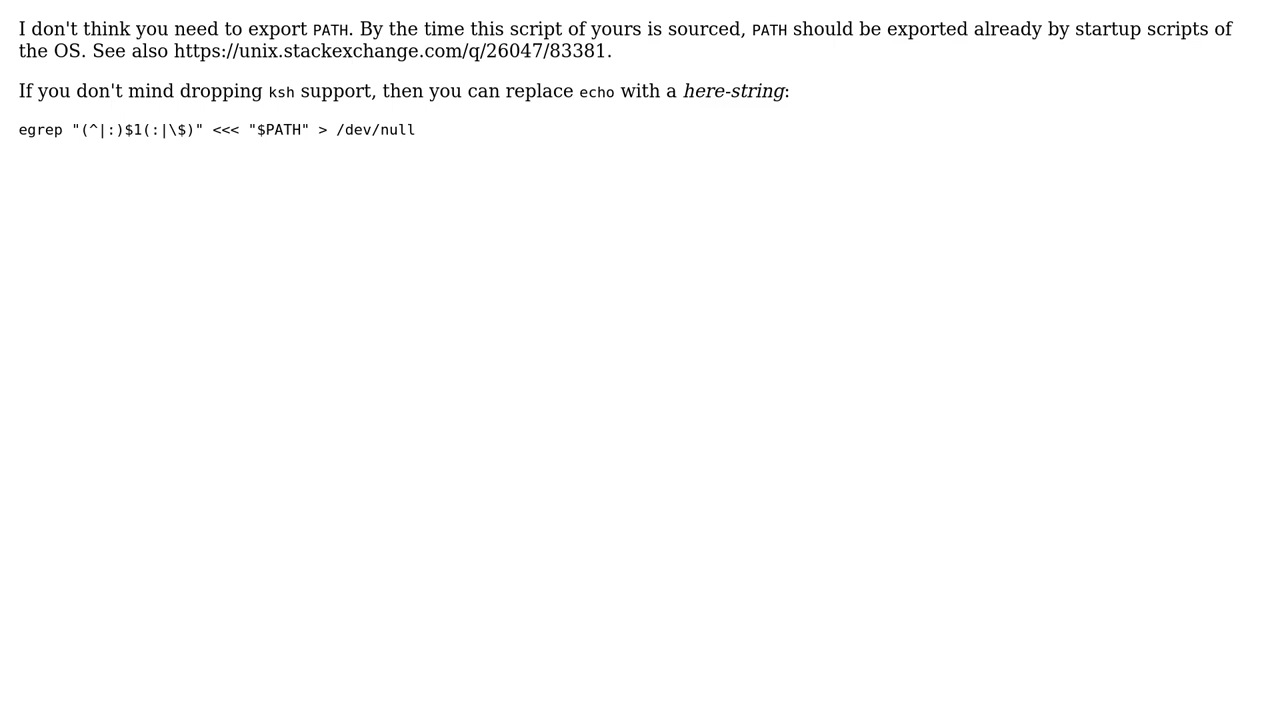 I don't think you need to export PATH. By the time this script of yours is sourced, PATH should be exported already by startup scripts of
the OS. See also https://unix.stackexchange.com/q/26047/83381.
If you don't mind dropping ksh support, then you can replace echo with a here-string:
egrep "(^|:)$1(:|\$)" <<< "$PATH" > /dev/null